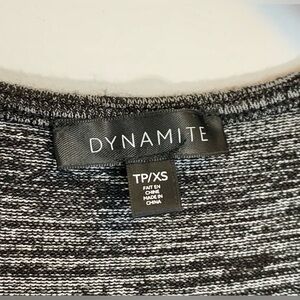 DYNAMITE
TP/XS
FAIT EN
CHINE
MADE IN
CHINA